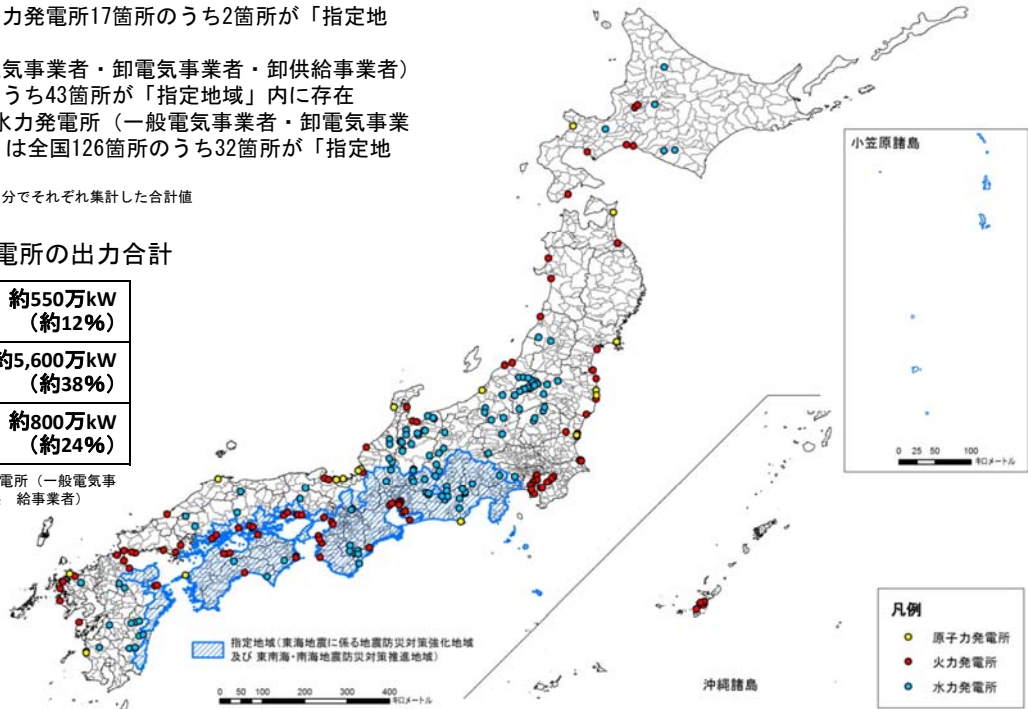 力発電所17箇所のうち2箇所が「指定地
気事業者・卸電気事業者・卸供給事業者）
うち43箇所が「指定地域」内に存在
水力発電所（一般電気事業者・卸電気事業
は全国126箇所のうち32箇所が「指定地
分でそれぞれ集計した合計値
電所の出力合計
約550万kW
（約12%）
約5,600万kW
（約38%）
約800万kW
（約24%）
電所（一般電気事
給事業者）
小笠原諸島
0 25 50 100
キロメートル
指定地域（東海地震に係る地震防災対策強化地域
及び 東南海・南海地震防災対策推進地域）
0 50 100 200 300 400
キロメートル
沖縄諸島
凡例
原子力発電所
火力発電所
水力発電所